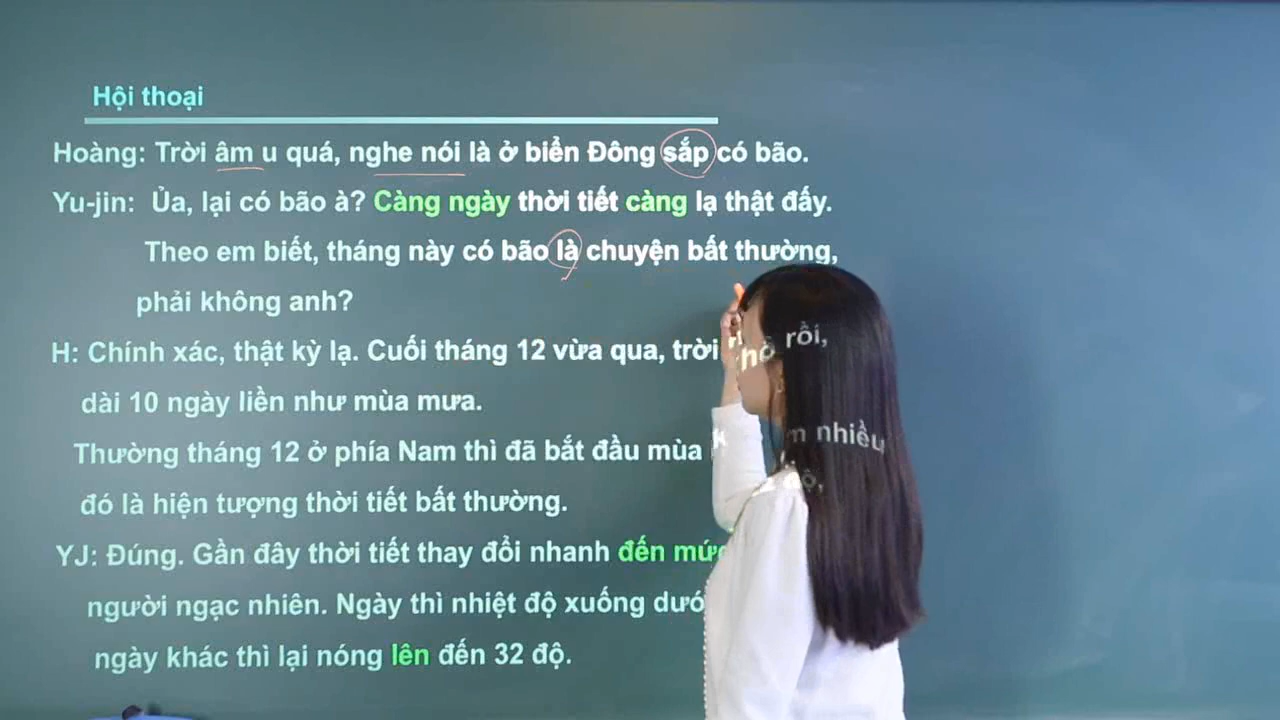 Hội thoại
Hoàng: Trời âm u quá, nghe nói là ở biển Đông sắp có bão.
Yu-jin: Ủa, lại có bão à? Càng ngày thời tiết càng lạ thật đấy.
Theo em biết, tháng này có bão là chuyện bất thường,
phải không anh?
H: Chính xác, thật kỳ lạ. Cuối tháng 12 vừa qua, trời rồi,
dài 10 ngày liền như mùa mưa.
Thường tháng 12 ở phía Nam thì đã bắt đầu mùa
đó là hiện tượng thời tiết bất thường.
YJ: Đúng. Gần đây thời tiết thay đổi nhanh đến nhiều
người ngạc nhiên. Ngày thì nhiệt độ xuống
ngày khác thì lại nóng lên đến 32 độ.